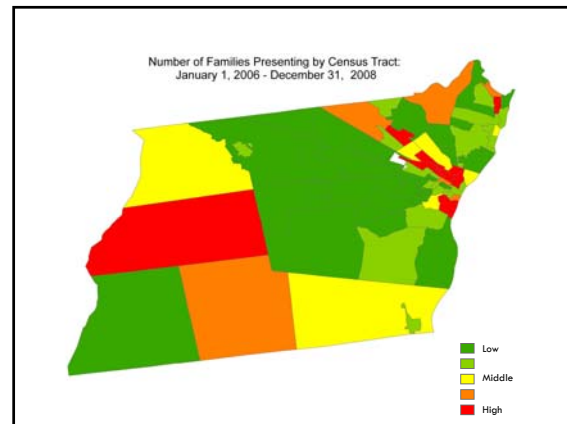 Number of Families Presenting by Census Tract:
January 1, 2006 - December 31, 2008
Low
Middle
High